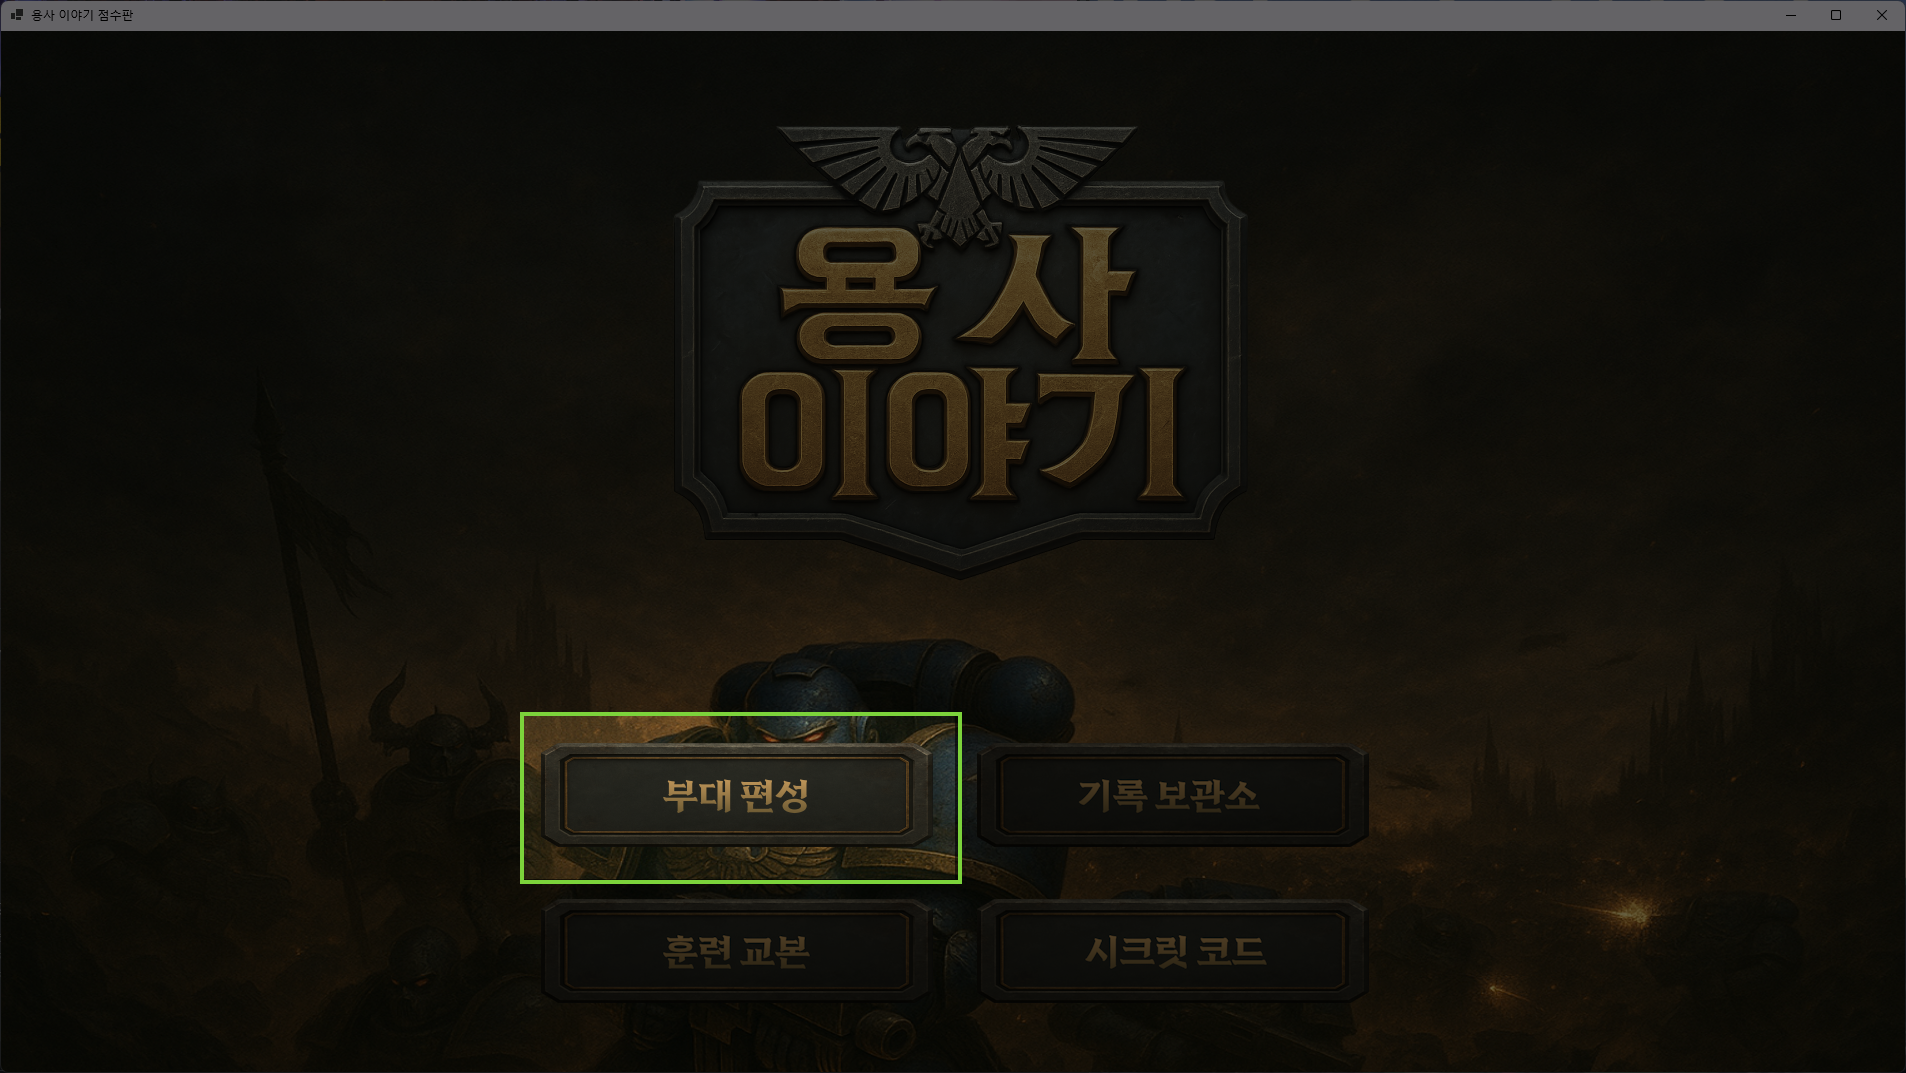 용사 이야기 점수판
용사
이야기
부대 편성
기록 보관소
훈련 교본
시크릿 코드